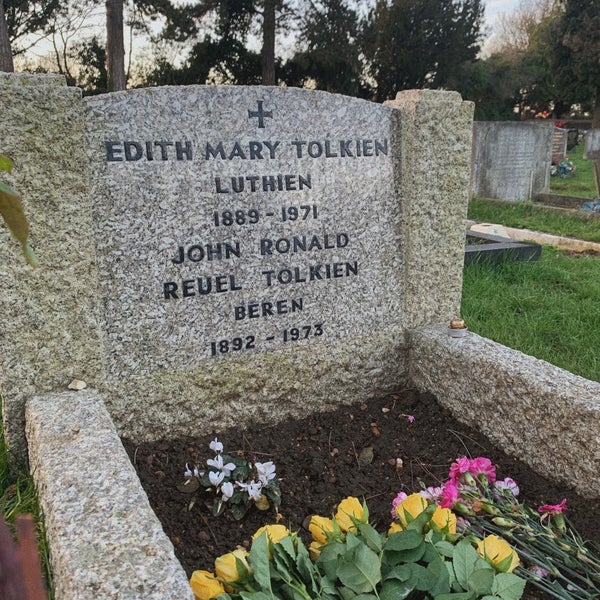 EDITH MARY TOLKIEN
LUTHIEN
1889 - 1971
JOHN RONALD
REUEL TOLKIEN
BEREN
1892 - 1973